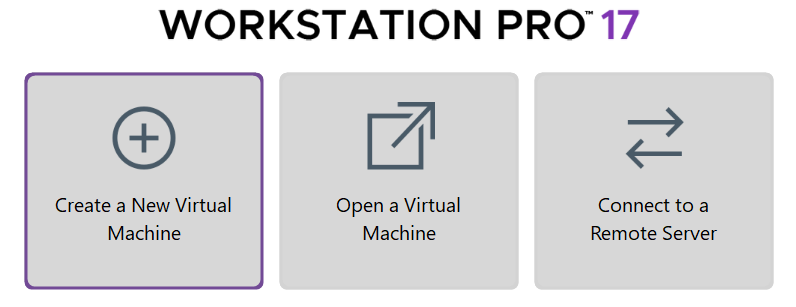 WORKSTATION PRO™ 17
Create a New Virtual
Machine
Open a Virtual
Machine
Connect to a
Remote Server